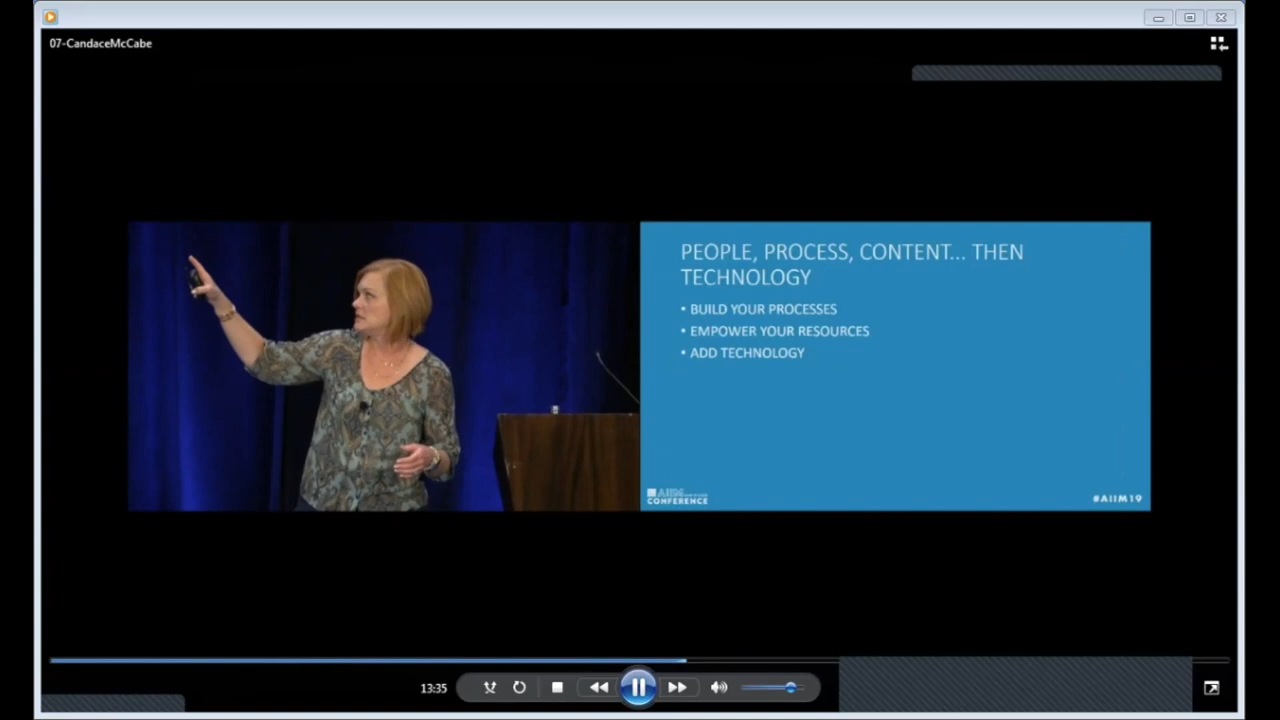 07-CandaceMcCabe
PEOPLE, PROCESS, CONTENT... THEN
TECHNOLOGY
• BUILD YOUR PROCESSES
• EMPOWER YOUR RESOURCES
• ADD TECHNOLOGY
AIIM
CONFERENCE
#AIIM19
13:35